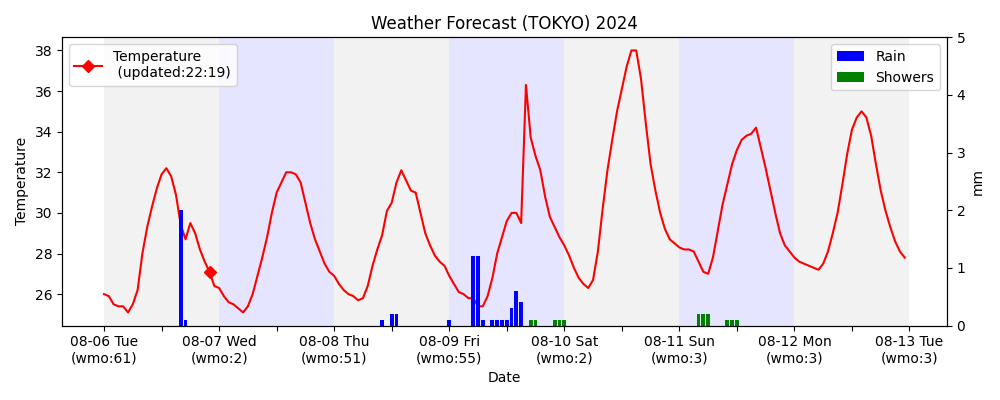 Weather Forecast (TOKYO) 2024
Temperature
(updated:22:19)
Rain
Showers
38
36
34
32
30
28
26
Temperature
5
4
3
2
1
0
mm
08-06 Tue 08-07 Wed 08-08 Thu 08-09 Fri 08-10 Sat 08-11 Sun 08-12 Mon 08-13 Tue
(wmo:61) (wmo:2) (wmo:51) (wmo:55) (wmo:2) (wmo:3) (wmo:3) (wmo:3)
Date